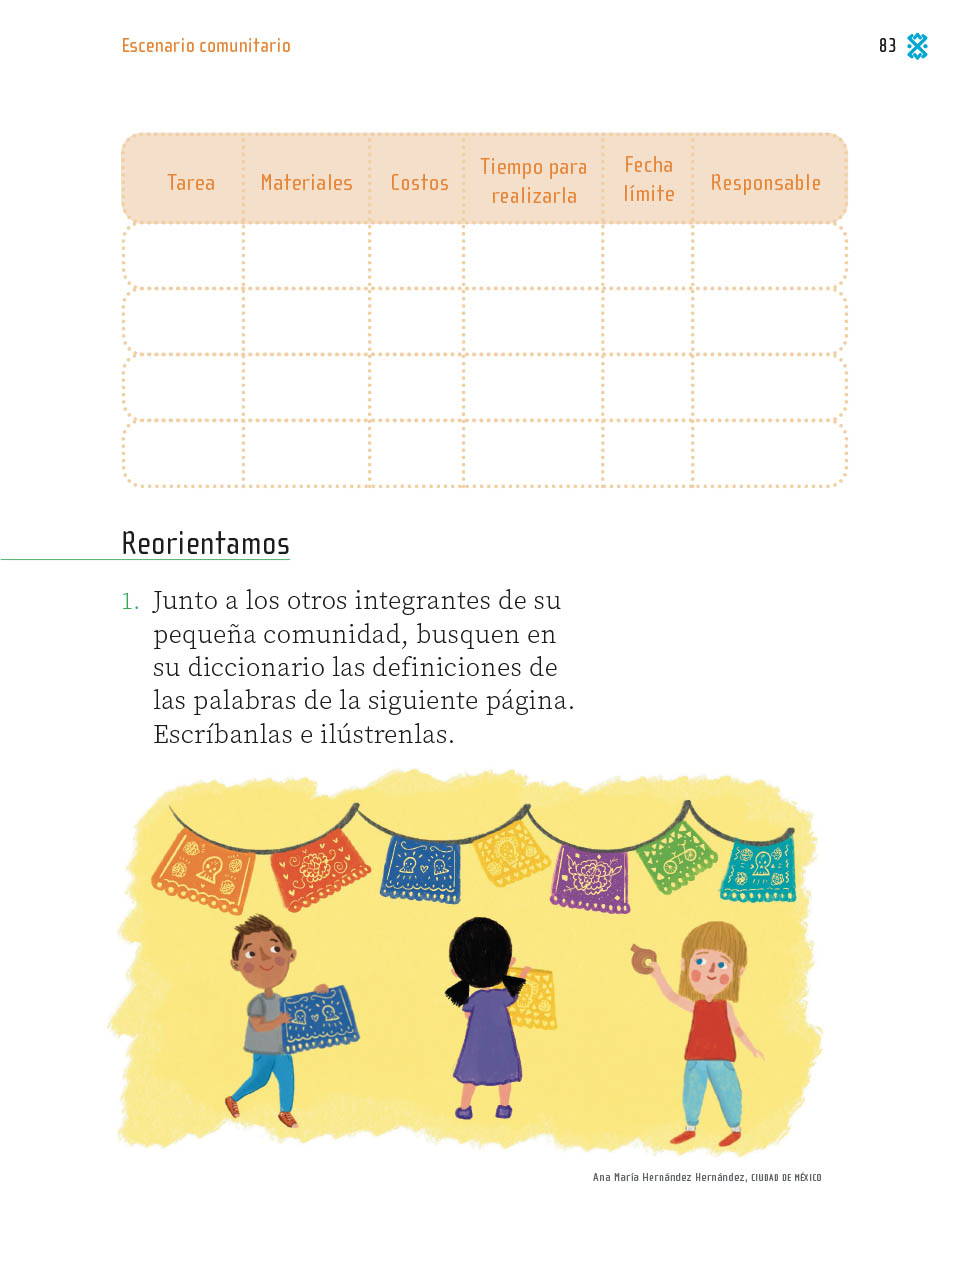 Escenario comunitario
83
Tarea
Materiales
Costos
Tiempo para
realizarla
Fecha
límite
Responsable
Reorientamos
1. Junto a los otros integrantes de su
pequeña comunidad, busquen en
su diccionario las definiciones de
las palabras de la siguiente página.
Escríbanlas e ilústrenlas.
Ana María Hernández Hernández, CIUDAD DE MÉXICO